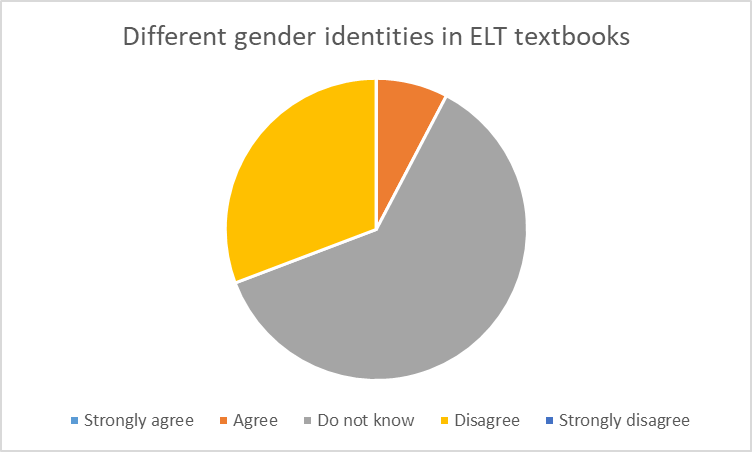 Different gender identities in ELT textbooks
Strongly agree Agree Do not know Disagree Strongly disagree